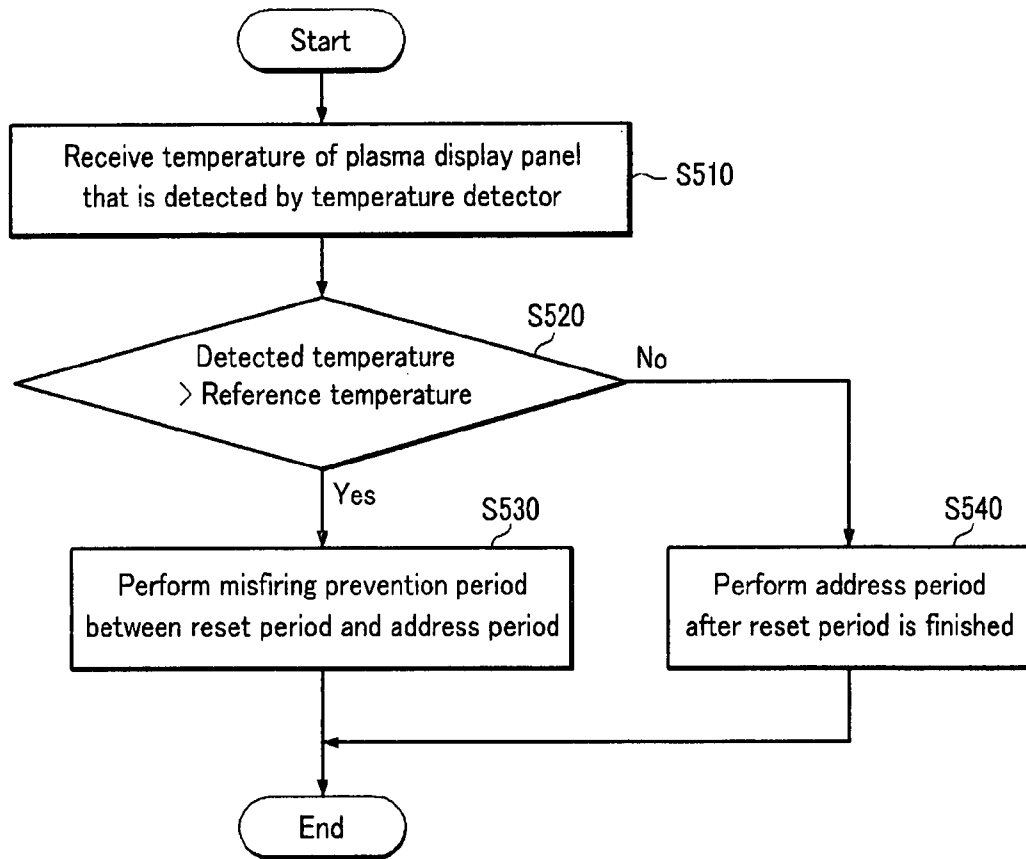 Start
Receive temperature of plasma display panel
that is detected by temperature detector
S510
S520
Detected temperature
> Reference temperature
No
Yes
S530
Perform misfiring prevention period
between reset period and address period
S540
Perform address period
after reset period is finished
End